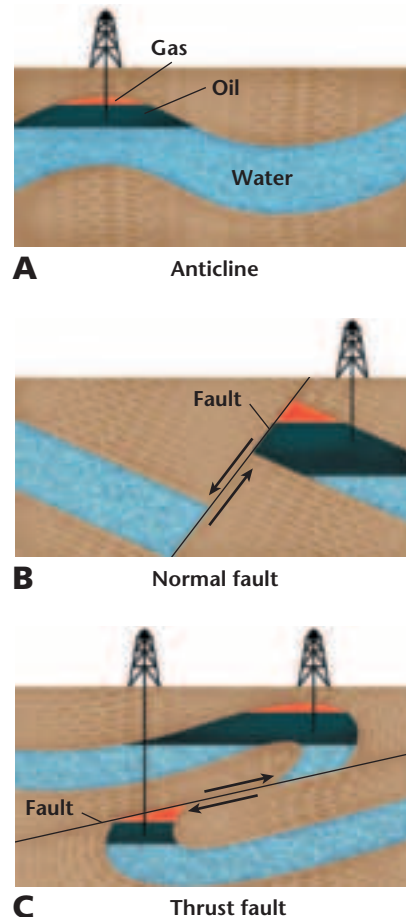 Gas
Oil
Water
A Anticline
Fault
B Normal fault
Fault
C Thrust fault